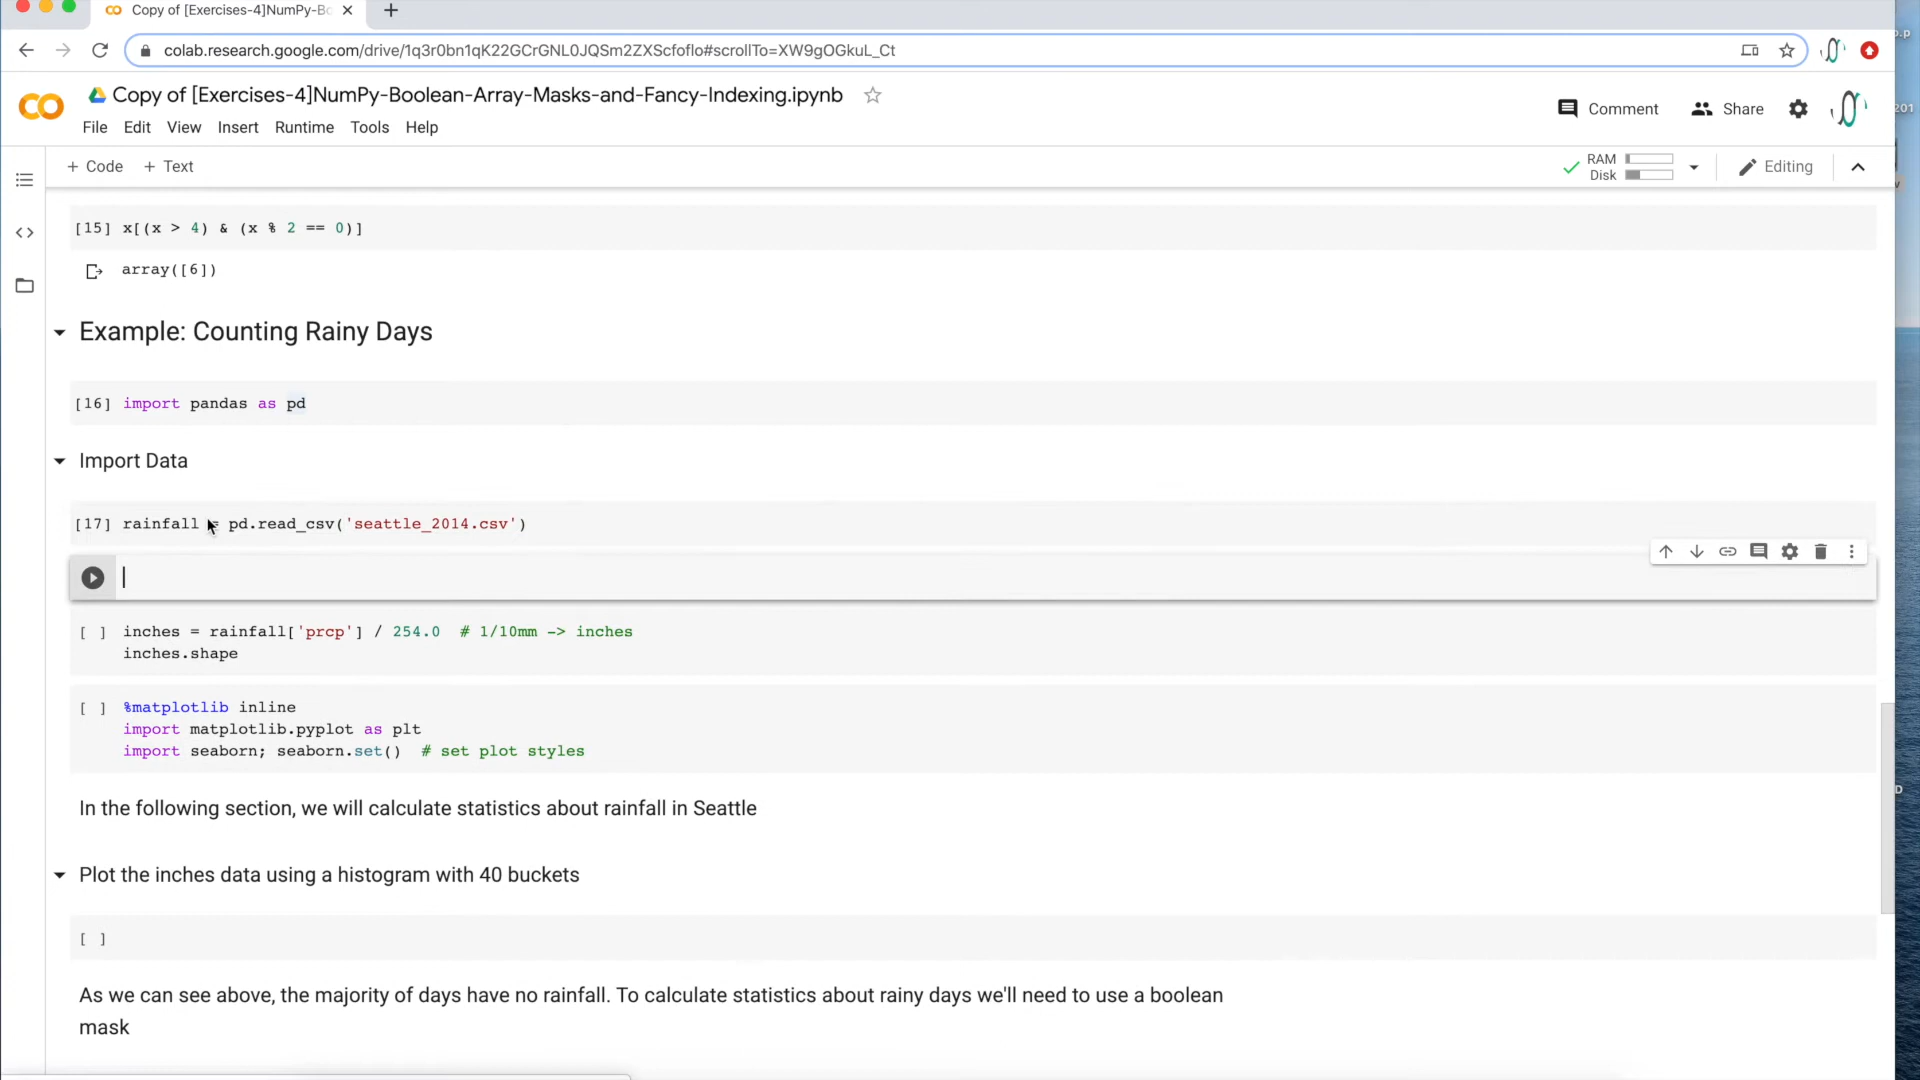 Copy of [Exercises-4]NumPy-Bo
colab.research.google.com/drive/1q3r0bn1qK22GCrGNL0JQSm2ZXScfoflo#scrollTo=XW9gOGkuL_Ct
Copy of [Exercises-4]NumPy-Boolean-Array-Masks-and-Fancy-Indexing.ipynb
Comment Share
File Edit View Insert Runtime Tools Help
+ Code + Text
RAM
Disk
Editing
[15] x[(x > 4) & (x % 2 == 0)]
array([6])
Example: Counting Rainy Days
[16] import pandas as pd
Import Data
[17] rainfall = pd.read_csv('seattle_2014.csv')
[ ] inches = rainfall['prcp'] / 254.0 # 1/10mm -> inches
inches.shape
[ ] %matplotlib inline
import matplotlib.pyplot as plt
import seaborn; seaborn.set() # set plot styles
In the following section, we will calculate statistics about rainfall in Seattle
Plot the inches data using a histogram with 40 buckets
[ ]
As we can see above, the majority of days have no rainfall. To calculate statistics about rainy days we'll need to use a boolean
mask